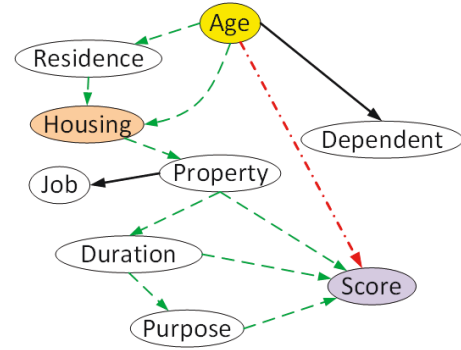 Age
Residence
Housing
Dependent
Job
Property
Duration
Score
Purpose